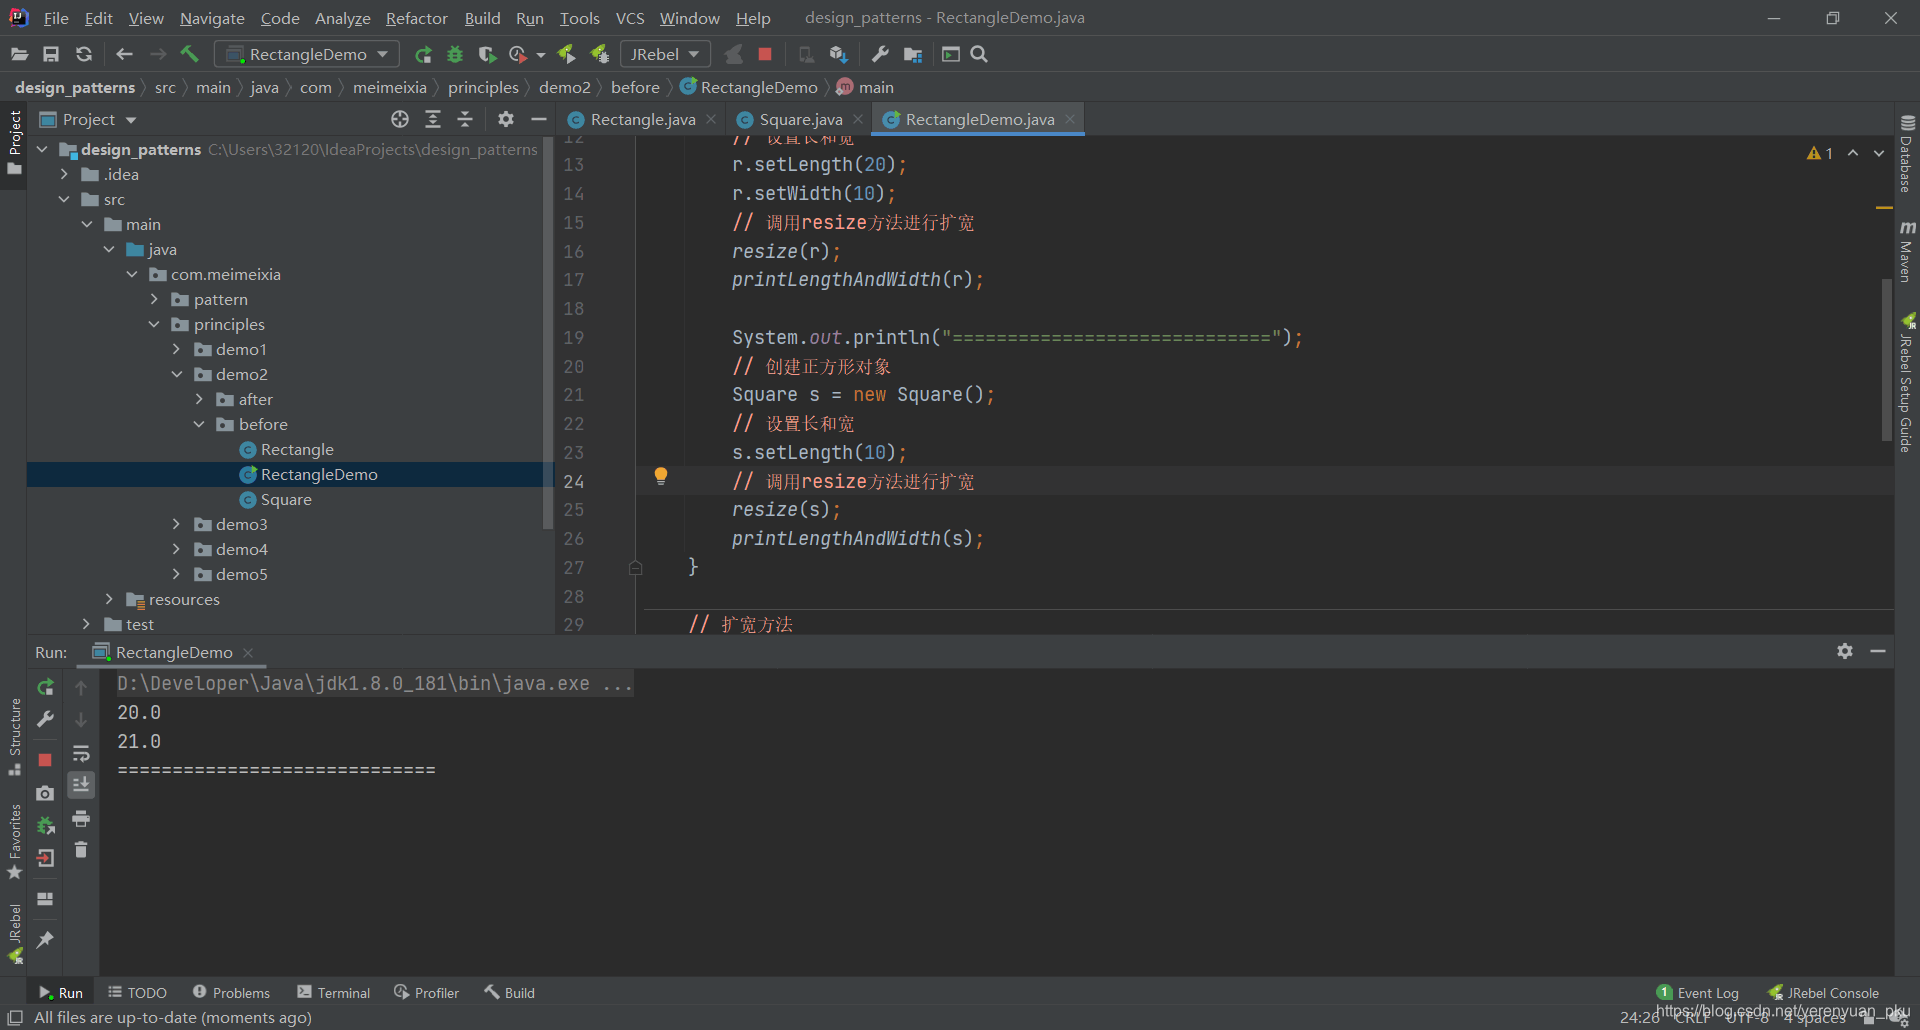 File Edit View Navigate Code Analyze Refactor Build Run Tools VCS Window Help design_patterns - RectangleDemo.java
RectangleDemo JRebel
design_patterns src main java com meimeixia principles demo2 before RectangleDemo main
Project
Project
design_patterns C:\Users\32120\IdeaProjects\design_patterns
.idea
src
main
java
com.meimeixia
pattern
principles
demo1
demo2
after
before
Rectangle
RectangleDemo
Square
demo3
demo4
demo5
resources
test
Rectangle.java Square.java RectangleDemo.java
1
12 // 设置长和宽
13 r.setLength(20);
14 r.setWidth(10);
15 // 调用resize方法进行扩宽
16 resize(r);
17 printLengthAndWidth(r);
18
19 System.out.println("=============================");
20 // 创建正方形对象
21 Square s = new Square();
22 // 设置长和宽
23 s.setLength(10);
24 // 调用resize方法进行扩宽
25 resize(s);
26 printLengthAndWidth(s);
27 }
28
29 // 扩宽方法
Database
Maven
JRebel Setup Guide
Run: RectangleDemo
D:\Developer\Java\jdk1.8.0_181\bin\java.exe ...
20.0
21.0
=============================
Structure
Favorites
JRebel
Run TODO Problems Terminal Profiler Build
1 Event Log JRebel Console
All files are up-to-date (moments ago)
24:26 CRLF UTF-8 4 spaces
https://blog.csdn.net/yerenyuan_pku